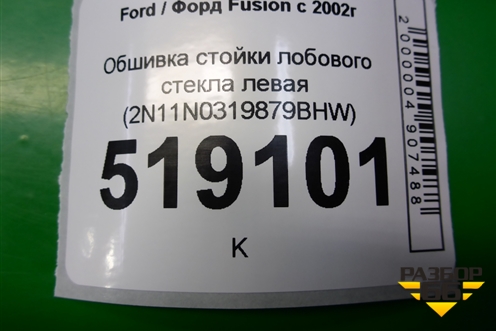 Ford / Форд Fusion с 2002г
Обшивка стойки лобового
стекла левая
(2N11N0319879BHW)
519101
К
2000004907488
РАЗБОР